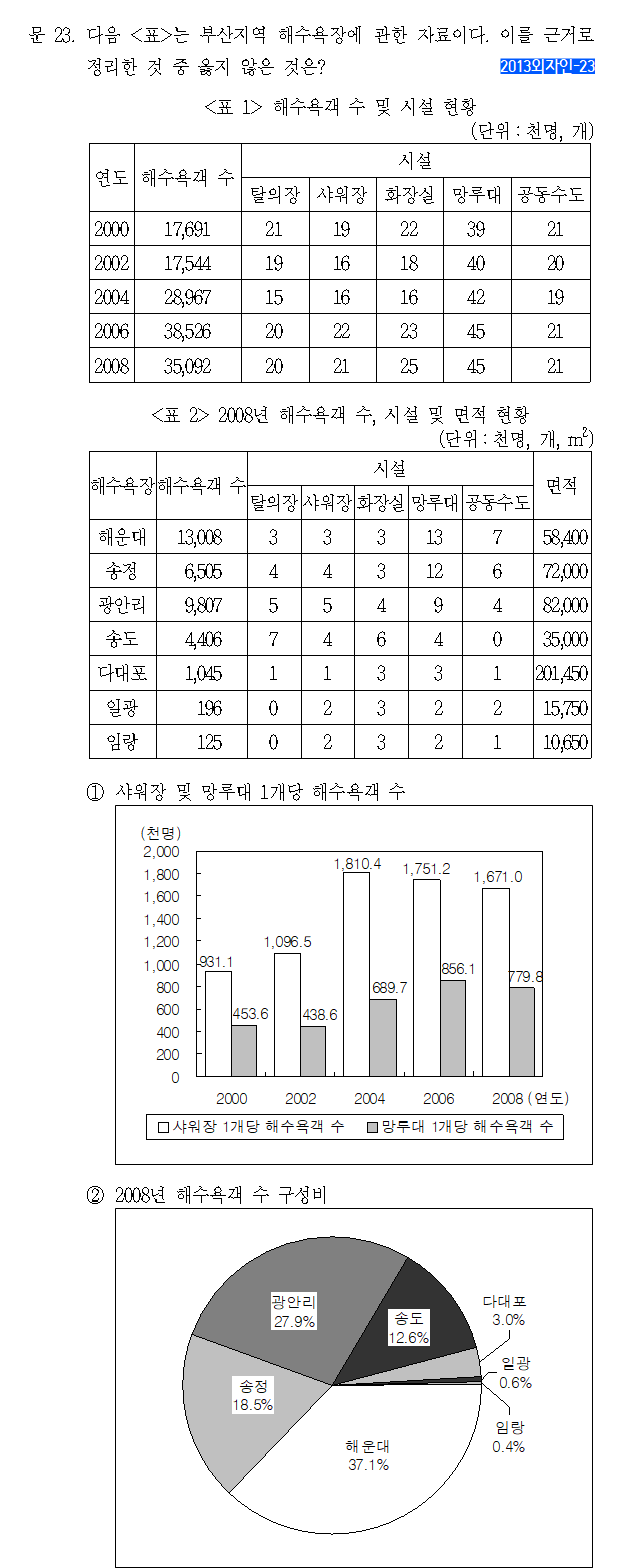 문 23. 다음 <표>는 부산지역 해수욕장에 관한 자료이다. 이를 근거로
정리한 것 중 옳지 않은 것은? 2013외자인-23
<표 1> 해수욕객 수 및 시설 현황
(단위 : 천명, 개)
연도 해수욕객 수 시설
탈의장 샤워장 화장실 망루대 공동수도
2000 17,691 21 19 22 39 21
2002 17,544 19 16 18 40 20
2004 28,967 15 16 16 42 19
2006 38,526 20 22 23 45 21
2008 35,092 20 21 25 45 21
<표 2> 2008년 해수욕객 수, 시설 및 면적 현황
(단위 : 천명, 개, m²)
해수욕장 해수욕객 수 시설 면적
탈의장 샤워장 화장실 망루대 공동수도
해운대 13,008 3 3 3 13 7 58,400
송정 6,505 4 4 3 12 6 72,000
광안리 9,807 5 5 4 9 4 82,000
송도 4,406 7 4 6 4 0 35,000
다대포 1,045 1 1 3 3 1 201,450
일광 196 0 2 3 2 2 15,750
임랑 125 0 2 3 2 1 10,650
① 샤워장 및 망루대 1개당 해수욕객 수
(천명)
2,000
1,800
1,600
1,400
1,200
1,000
800
600
400
200
0
931.1 453.6
1,096.5 438.6
1,810.4 689.7
1,751.2 856.1
1,671.0 779.8
2000 2002 2004 2006 2008 (연도)
샤워장 1개당 해수욕객 수 망루대 1개당 해수욕객 수
② 2008년 해수욕객 수 구성비
광안리
27.9%
송도
12.6%
다대포
3.0%
일광
0.6%
임랑
0.4%
송정
18.5%
해운대
37.1%